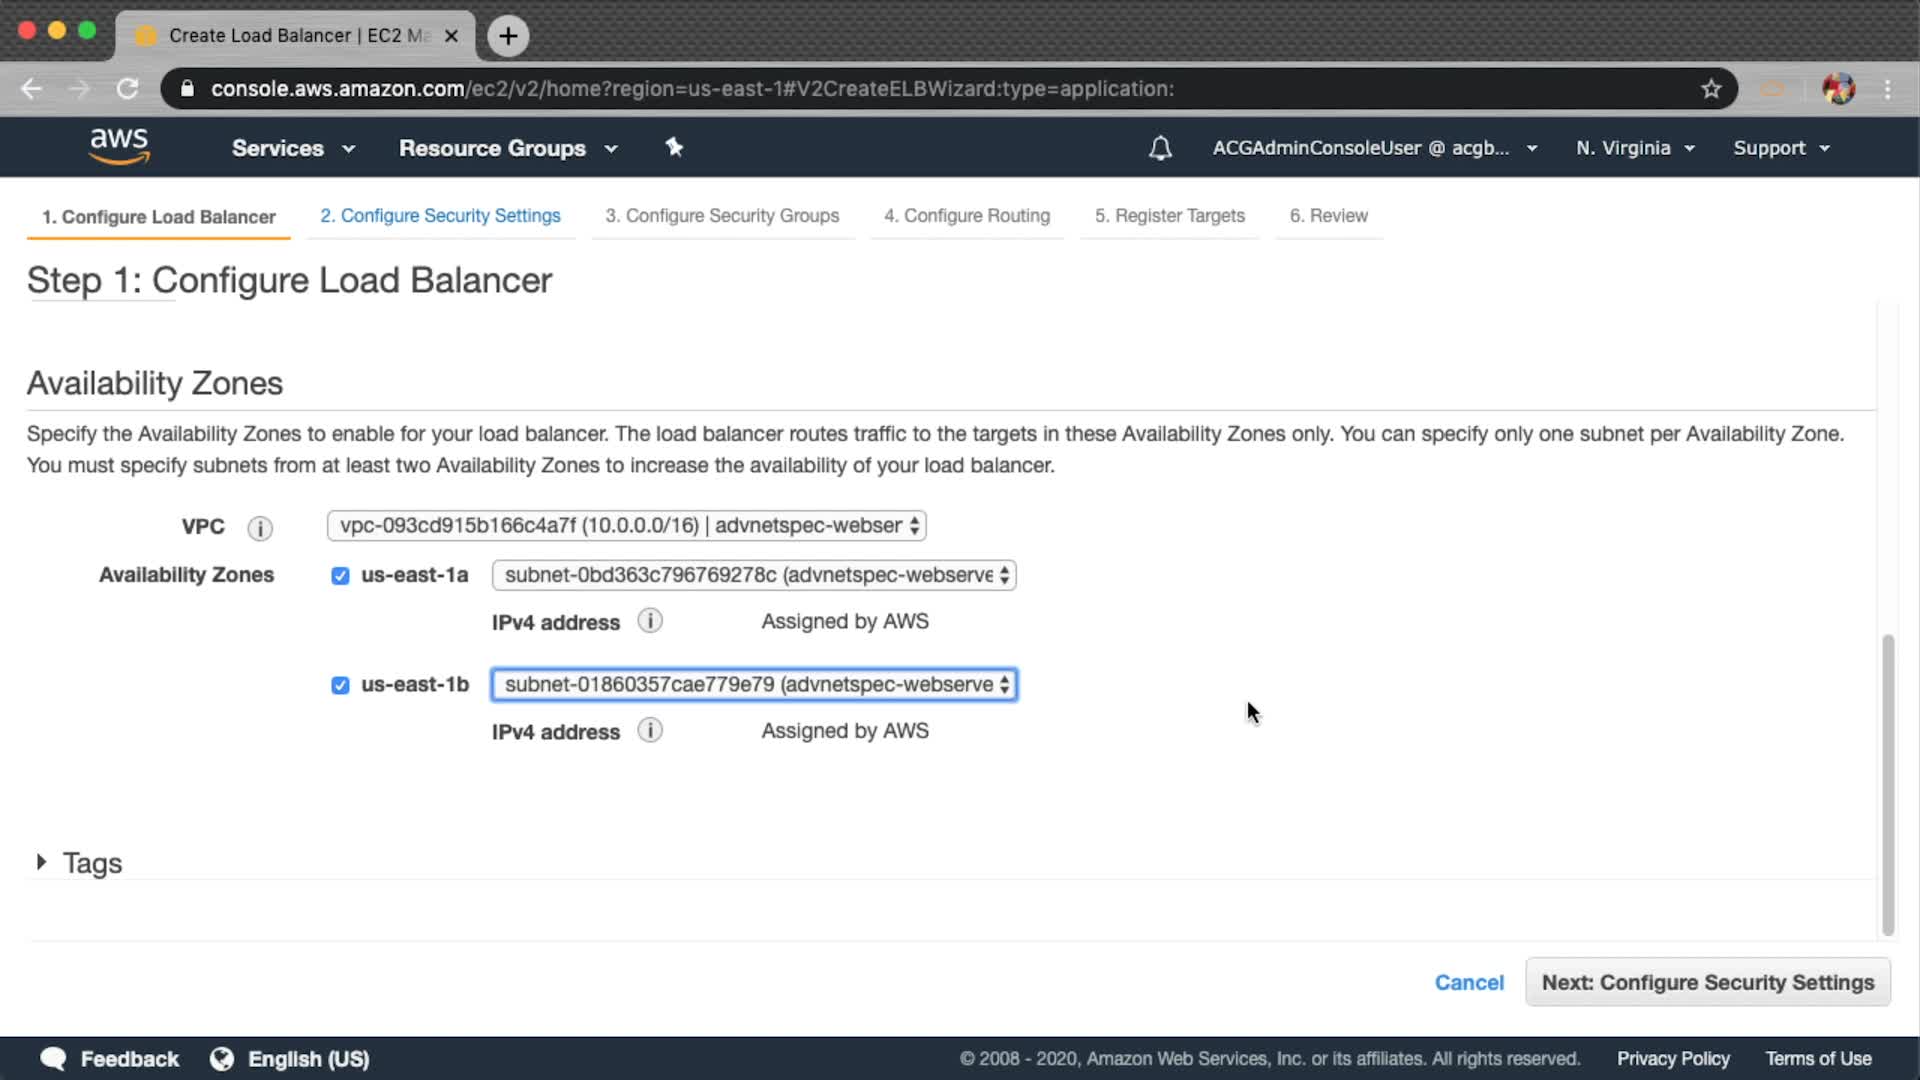 Create Load Balancer | EC2 Ma
console.aws.amazon.com/ec2/v2/home?region=us-east-1#V2CreateELBWizard:type=application:
aws Services Resource Groups ACGAdminConsoleUser @ acgb... N. Virginia Support
1. Configure Load Balancer 2. Configure Security Settings 3. Configure Security Groups 4. Configure Routing 5. Register Targets 6. Review
Step 1: Configure Load Balancer
Availability Zones
Specify the Availability Zones to enable for your load balancer. The load balancer routes traffic to the targets in these Availability Zones only. You can specify only one subnet per Availability Zone.
You must specify subnets from at least two Availability Zones to increase the availability of your load balancer.
VPC i vpc-093cd915b166c4a7f (10.0.0.0/16) | advnetspec-webser
Availability Zones us-east-1a subnet-0bd363c796769278c (advnetspec-webserve
IPv4 address i Assigned by AWS
us-east-1b subnet-01860357cae779e79 (advnetspec-webserve
IPv4 address i Assigned by AWS
Tags
Cancel Next: Configure Security Settings
Feedback English (US) © 2008 - 2020, Amazon Web Services, Inc. or its affiliates. All rights reserved. Privacy Policy Terms of Use